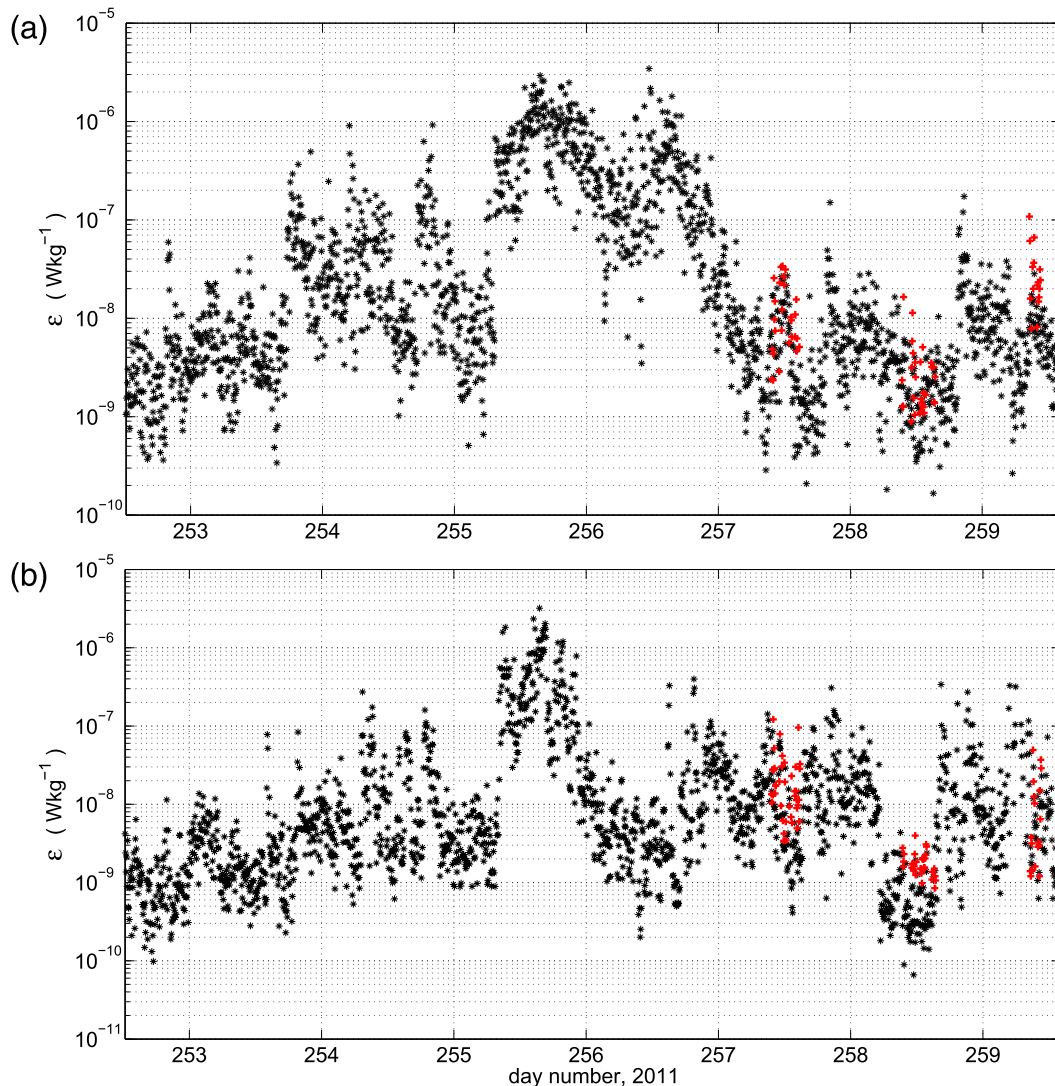 (a)
10⁻⁵
10⁻⁶
10⁻⁷
10⁻⁸
10⁻⁹
10⁻¹⁰
ε ( Wkg⁻¹)
253 254 255 256 257 258 259
(b)
10⁻⁵
10⁻⁶
10⁻⁷
10⁻⁸
10⁻⁹
10⁻¹⁰
10⁻¹¹
ε ( Wkg⁻¹)
253 254 255 256 257 258 259
day number, 2011